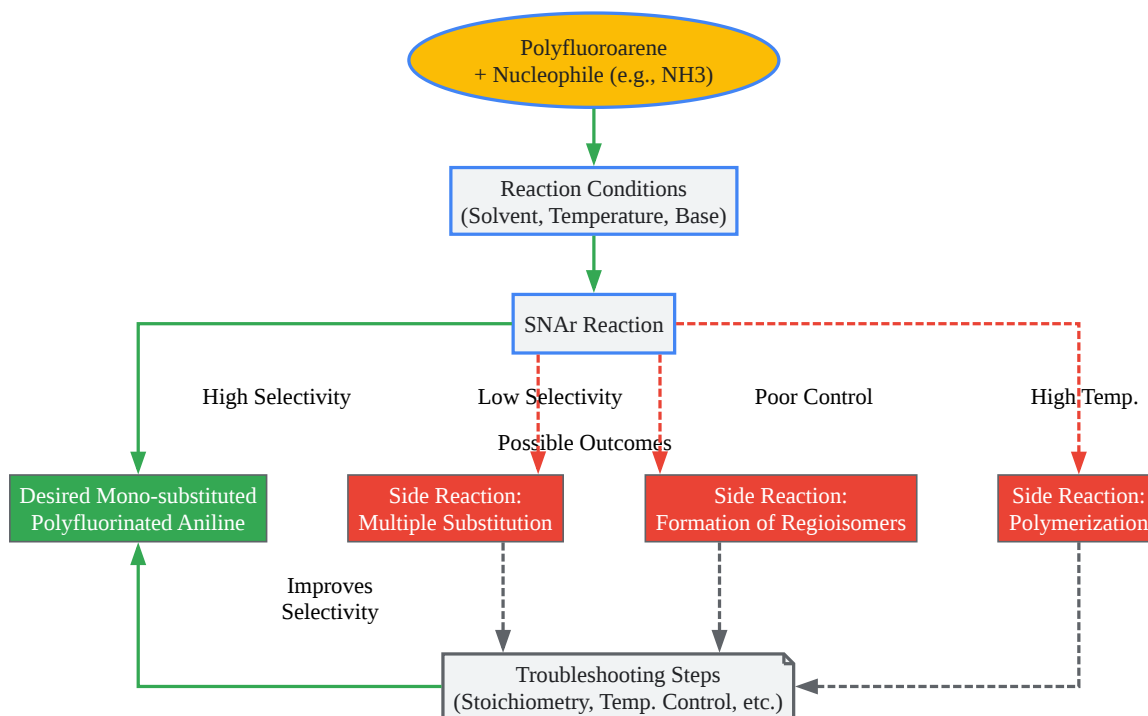 Polyfluoroarene
+ Nucleophile (e.g., NH3)
Reaction Conditions
(Solvent, Temperature, Base)
SNAr Reaction
High Selectivity
Low Selectivity
Poor Control
High Temp.
Possible Outcomes
Desired Mono-substituted
Polyfluorinated Aniline
Side Reaction:
Multiple Substitution
Side Reaction:
Formation of Regioisomers
Side Reaction:
Polymerization
Improves
Selectivity
Troubleshooting Steps
(Stoichiometry, Temp. Control, etc.)